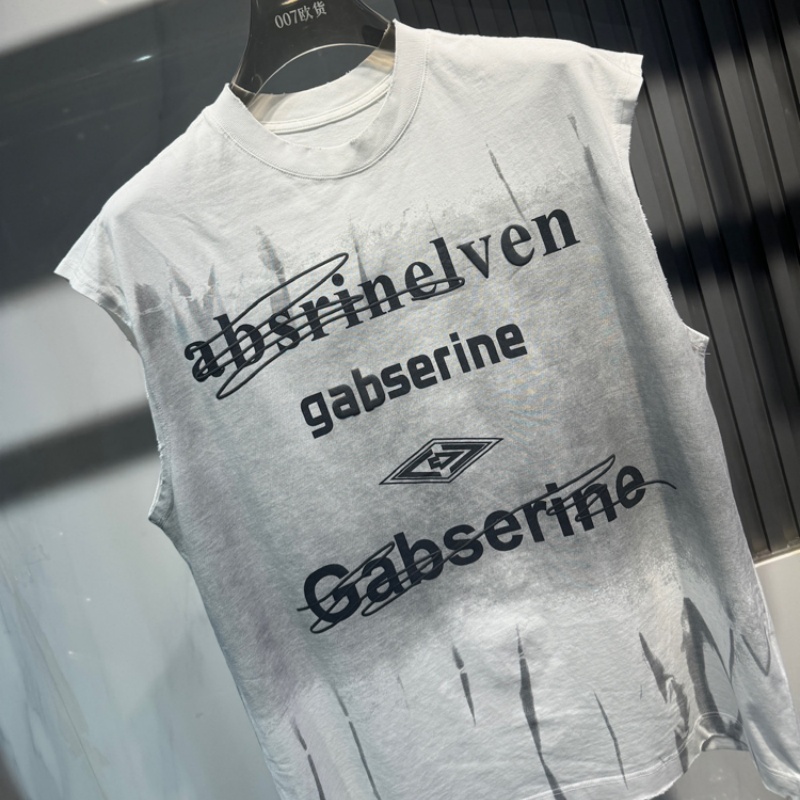 007欧货
absrinelven
gabserine
Gabserine